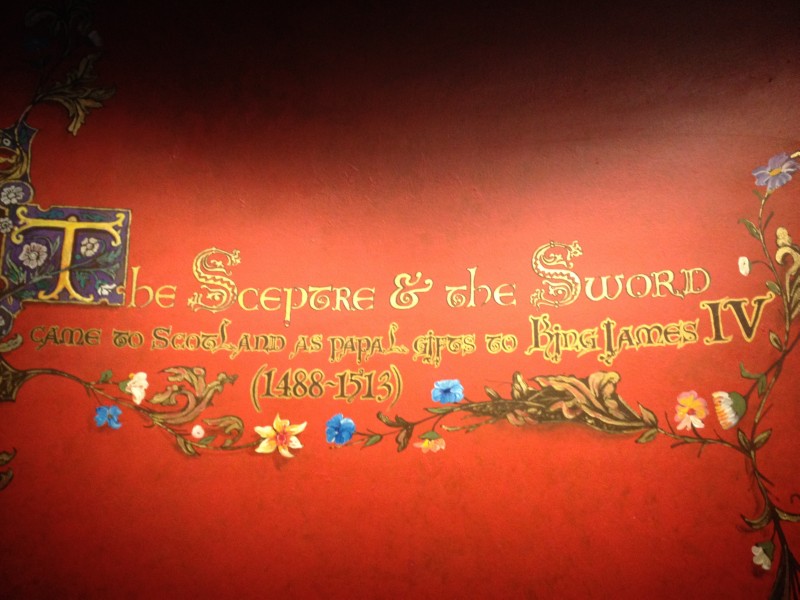 The Sceptre & the Sword
came to Scotland as papal gifts to King James IV
(1488~1513)